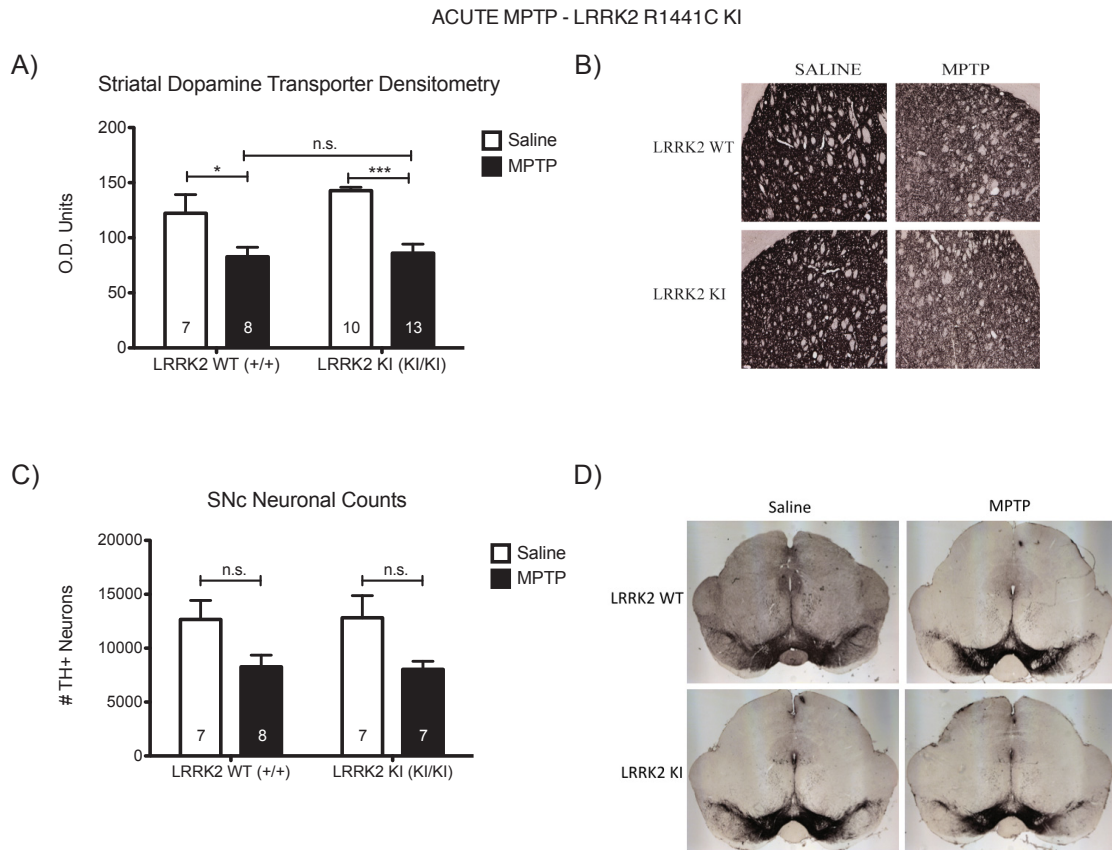 ACUTE MPTP - LRRK2 R1441C KI
A)
Striatal Dopamine Transporter Densitometry
O.D. Units
200
150
100
50
0
n.s.
*
***
Saline
MPTP
7
8
10
13
LRRK2 WT (+/+)
LRRK2 KI (KI/KI)
B)
SALINE
MPTP
LRRK2 WT
LRRK2 KI
C)
SNc Neuronal Counts
# TH+ Neurons
20000
15000
10000
5000
0
n.s.
n.s.
Saline
MPTP
7
8
7
7
LRRK2 WT (+/+)
LRRK2 KI (KI/KI)
D)
Saline
MPTP
LRRK2 WT
LRRK2 KI